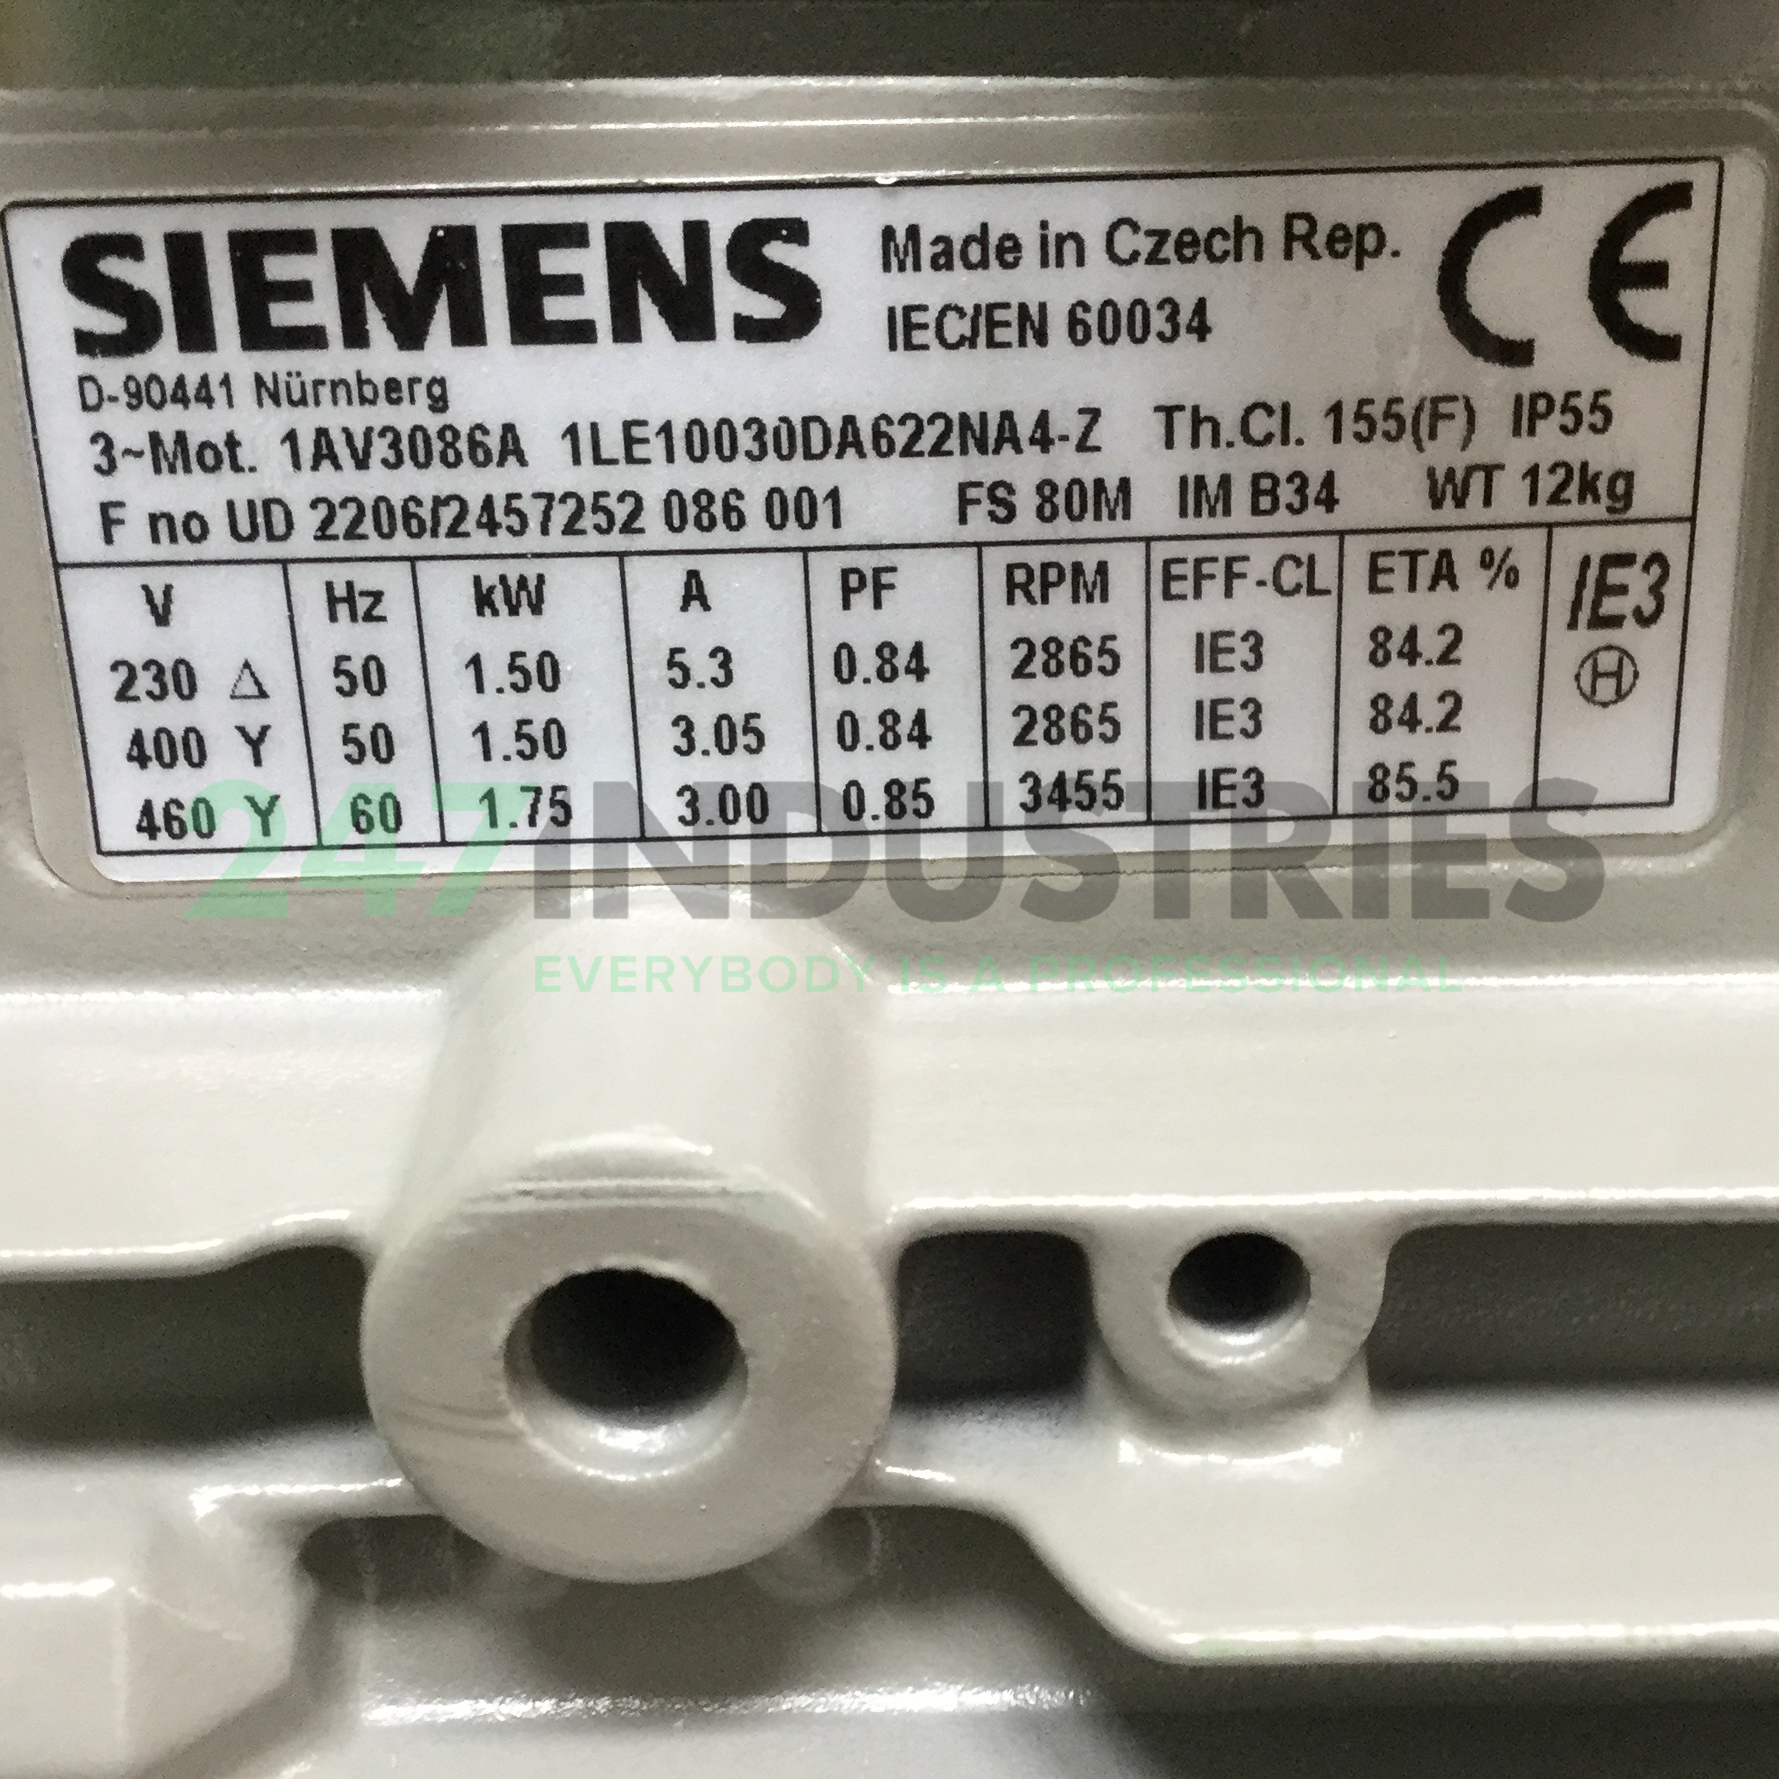 SIEMENS Made in Czech Rep. CE
IEC/EN 60034
D-90441 Nürnberg
3~Mot. 1AV3086A 1LE10030DA622NA4-Z Th.Cl. 155(F) IP55
F no UD 2206/2457252 086 001 FS 80M IM B34 WT 12kg
V Hz kW A PF RPM EFF-CL ETA % IE3
230 Δ 50 1.50 5.3 0.84 2865 IE3 84.2 H
400 Y 50 1.50 3.05 0.84 2865 IE3 84.2
460 Y 60 1.75 3.00 0.85 3455 IE3 85.5
247INDUSTRIES
EVERYBODY IS A PROFESSIONAL